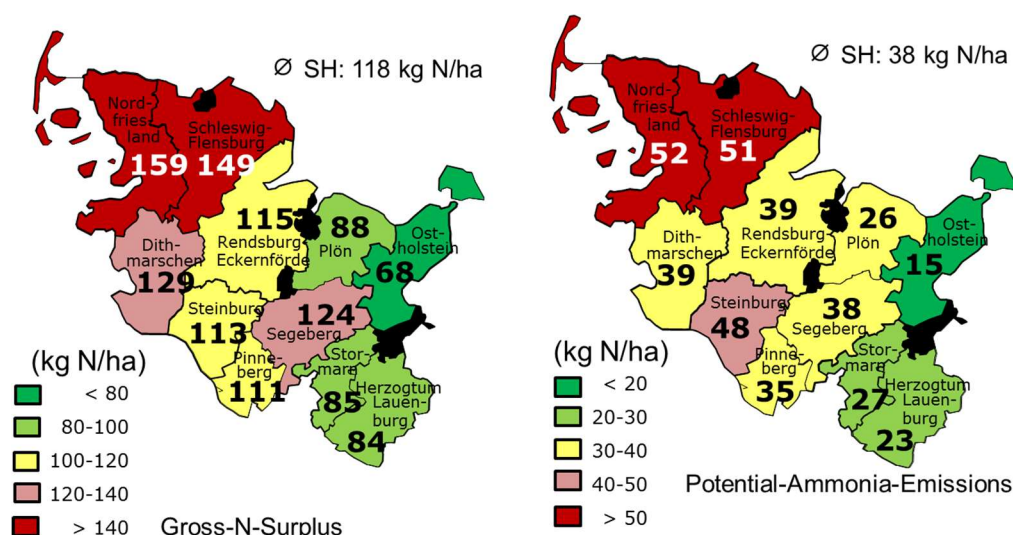 Ø SH: 118 kg N/ha
Nord-
fries-
land
159
Schleswig-
Flensburg
149
115
Rendsburg
Eckernförde
88
Plön
Ost-
holstein
68
Dith-
marschen
129
Steinburg
113
124
Segeberg
Pinne-
berg
111
Stor-
marn
85
Herzogtum
Lauen-
burg
84
(kg N/ha)
< 80
80-100
100-120
120-140
> 140
Gross-N-Surplus
Ø SH: 38 kg N/ha
Nord-
fries-
land
52
Schleswig-
Flensburg
51
39
Rendsburg
Eckernförde
26
Plön
Ost-
holstein
15
Dith-
marschen
39
Steinburg
48
38
Segeberg
Pinne-
berg
35
Stor-
marn
27
Herzogtum
Lauen-
burg
23
(kg N/ha)
< 20
20-30
30-40
40-50
> 50
Potential-Ammonia-Emissions